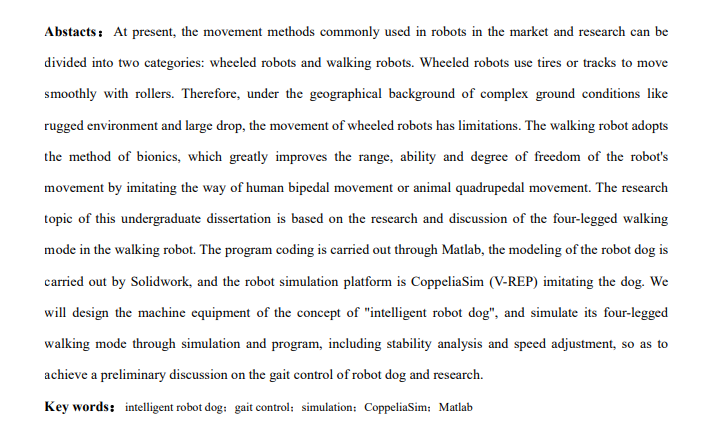 Abstacts： At present, the movement methods commonly used in robots in the market and research can be
divided into two categories: wheeled robots and walking robots. Wheeled robots use tires or tracks to move
smoothly with rollers. Therefore, under the geographical background of complex ground conditions like
rugged environment and large drop, the movement of wheeled robots has limitations. The walking robot adopts
the method of bionics, which greatly improves the range, ability and degree of freedom of the robot's
movement by imitating the way of human bipedal movement or animal quadrupedal movement. The research
topic of this undergraduate dissertation is based on the research and discussion of the four-legged walking
mode in the walking robot. The program coding is carried out through Matlab, the modeling of the robot dog is
carried out by Solidwork, and the robot simulation platform is CoppeliaSim (V-REP) imitating the dog. We
will design the machine equipment of the concept of "intelligent robot dog", and simulate its four-legged
walking mode through simulation and program, including stability analysis and speed adjustment, so as to
achieve a preliminary discussion on the gait control of robot dog and research.
Key words： intelligent robot dog；gait control；simulation；CoppeliaSim；Matlab